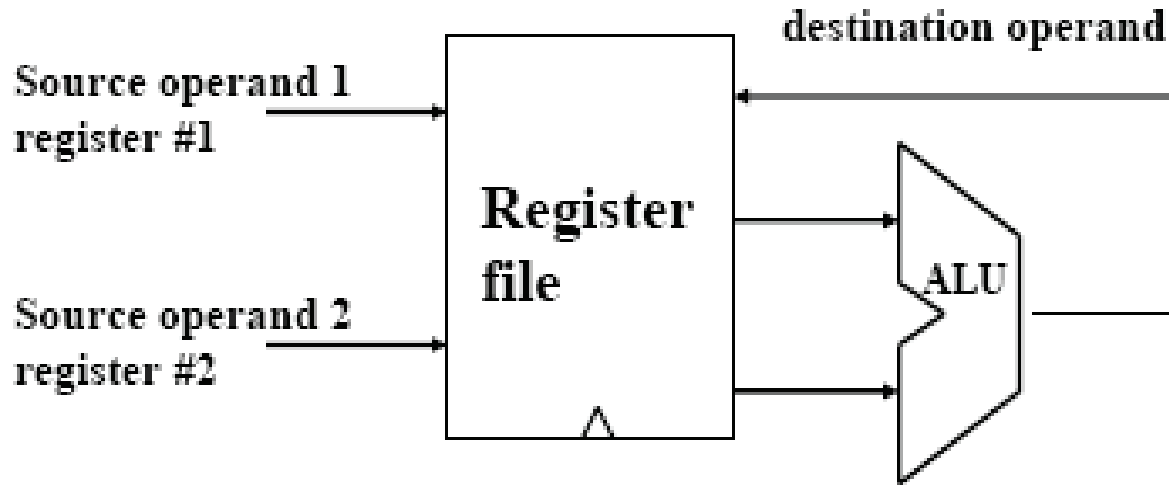 destination operand
Source operand 1
register #1
Register
file
ALU
Source operand 2
register #2